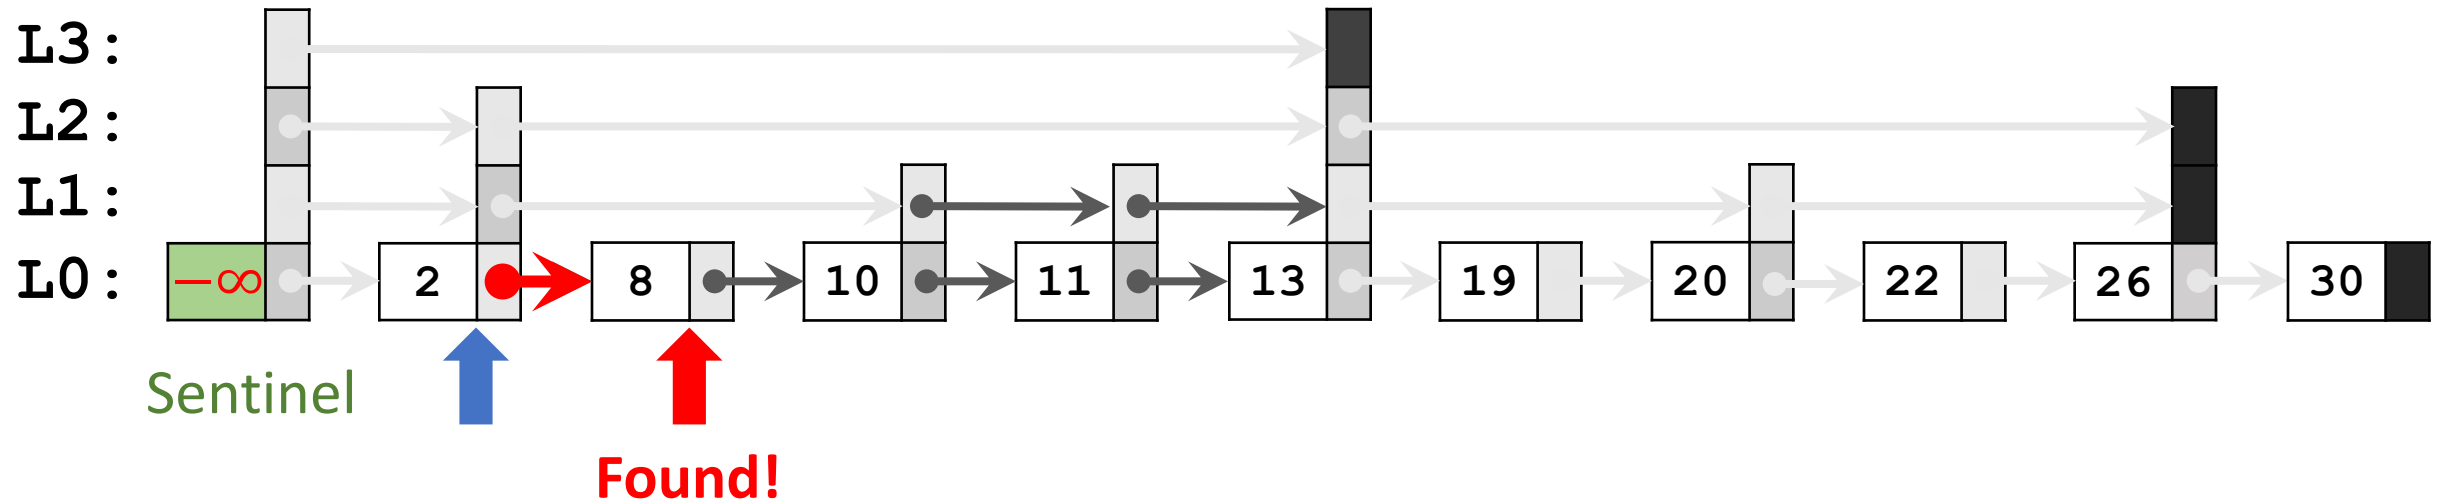 L3:
L2:
L1:
L0: −∞ 2 8 10 11 13 19 20 22 26 30
Sentinel
Found!